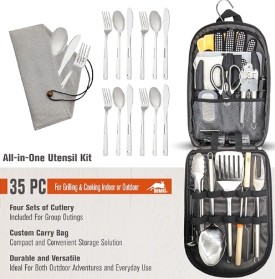 All-in-One Utensil Kit
35 PC
For Grilling & Cooking Indoor or Outdoor
Four Sets of Cutlery
Included For Group Outings
Custom Carry Bag
Compact and Convenient Storage Solution
Durable and Versatile
Ideal For Both Outdoor Adventures and Everyday Use